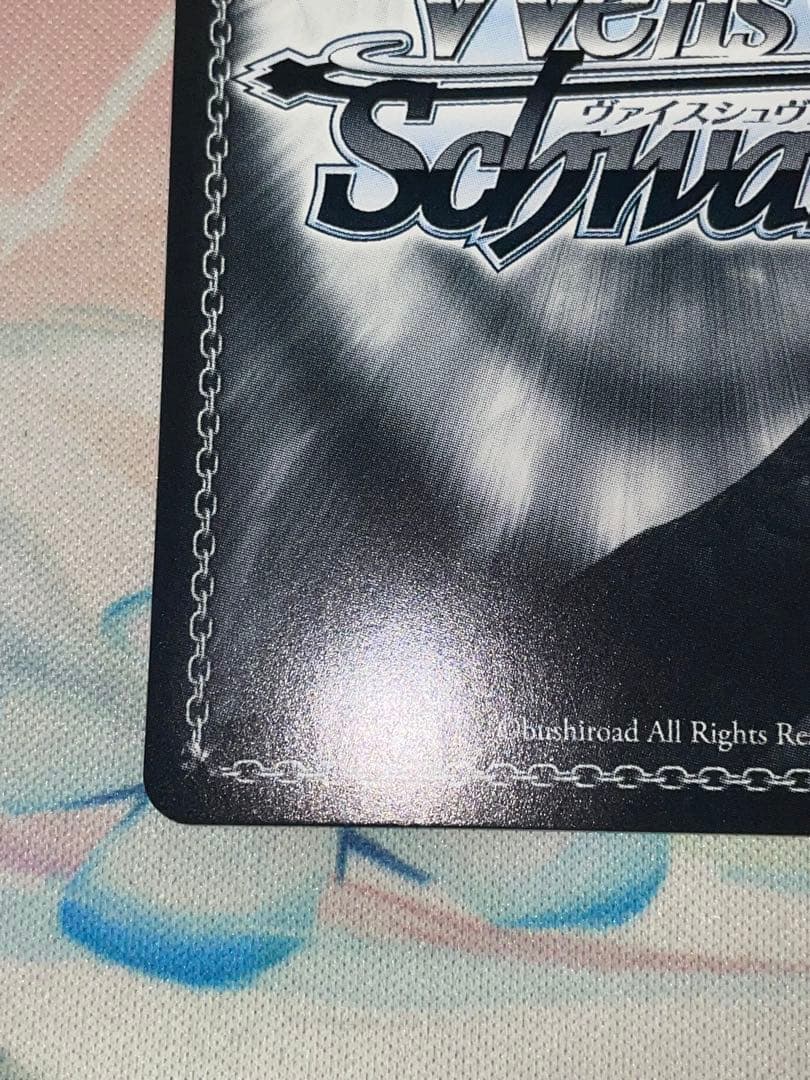 Weiß
ヴァイスシュヴ
Schwa
©bushiroad All Rights Re